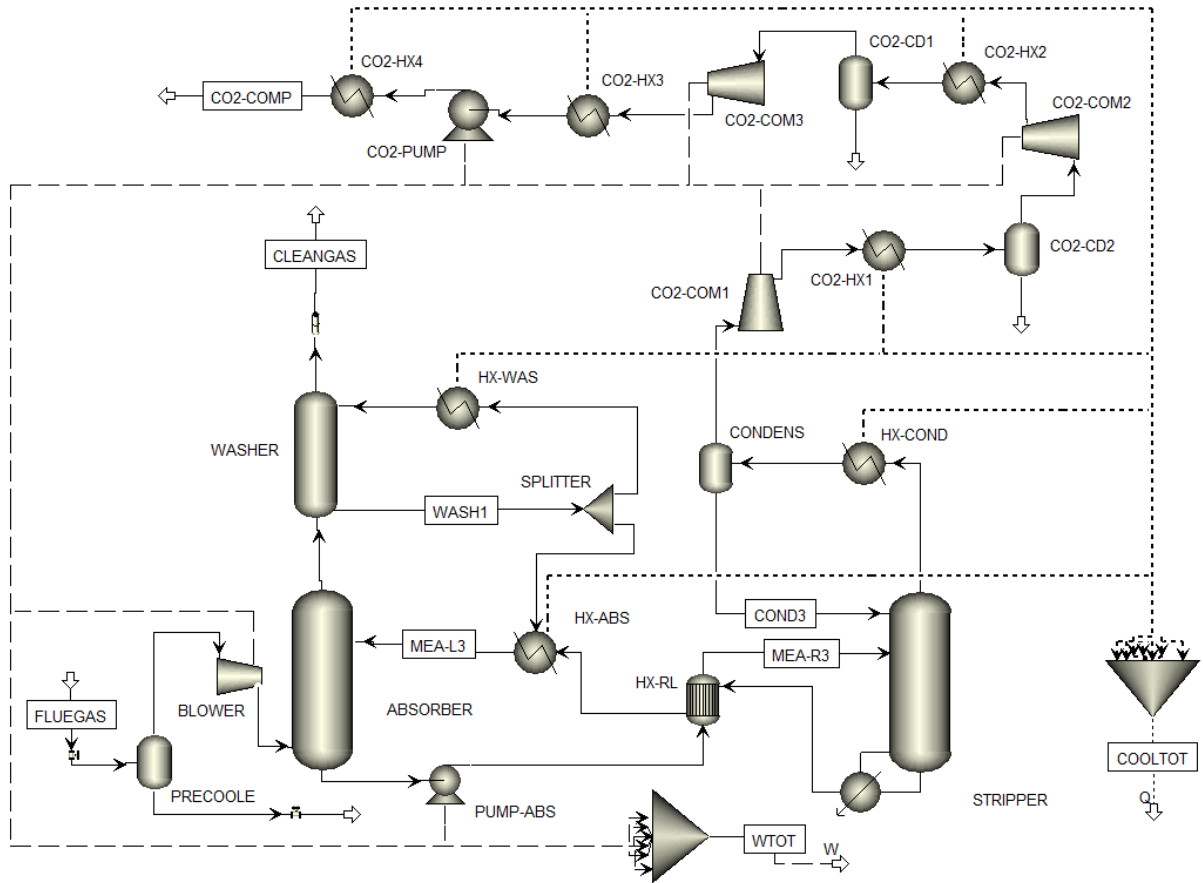 CO2-HX4
CO2-COMP
CO2-PUMP
CO2-HX3
CO2-COM3
CO2-CD1
CO2-HX2
CO2-COM2
CO2-CD2
CO2-HX1
CO2-COM1
CLEANGAS
HX-WAS
WASHER
WASH1
SPLITTER
CONDENS
HX-COND
COND3
MEA-R3
HX-ABS
MEA-L3
HX-RL
ABSORBER
BLOWER
FLUEGAS
PRECOOLE
PUMP-ABS
STRIPPER
WTOT
W
COOLTOT
Q